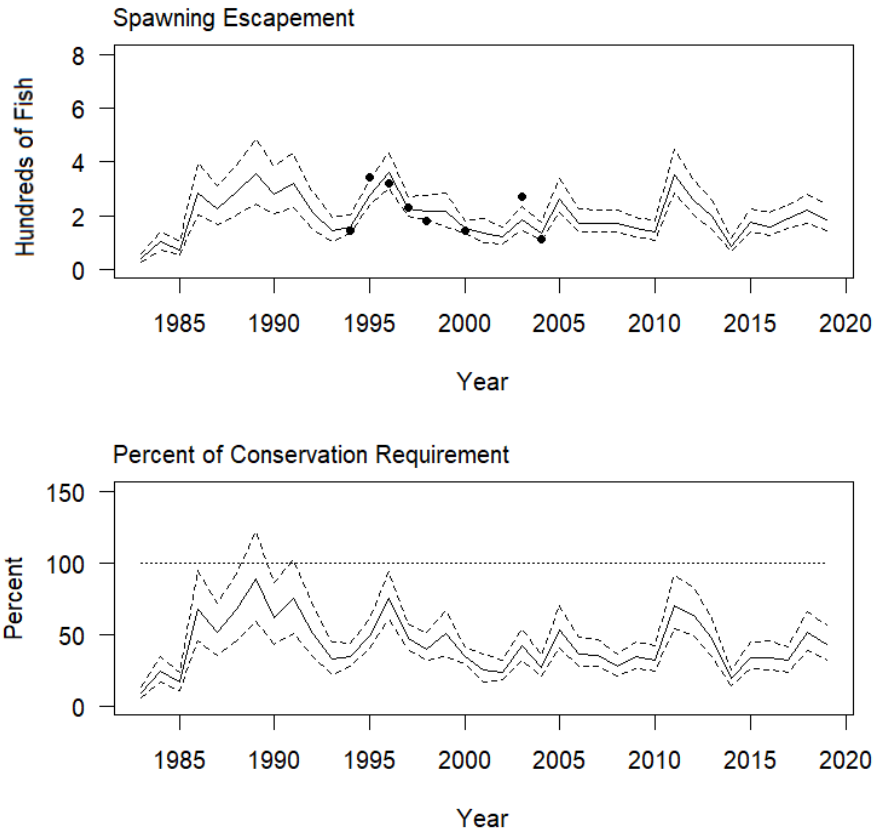 Spawning Escapement
Hundreds of Fish
8
6
4
2
0
1985 1990 1995 2000 2005 2010 2015 2020
Year
Percent of Conservation Requirement
Percent
150
100
50
0
1985 1990 1995 2000 2005 2010 2015 2020
Year